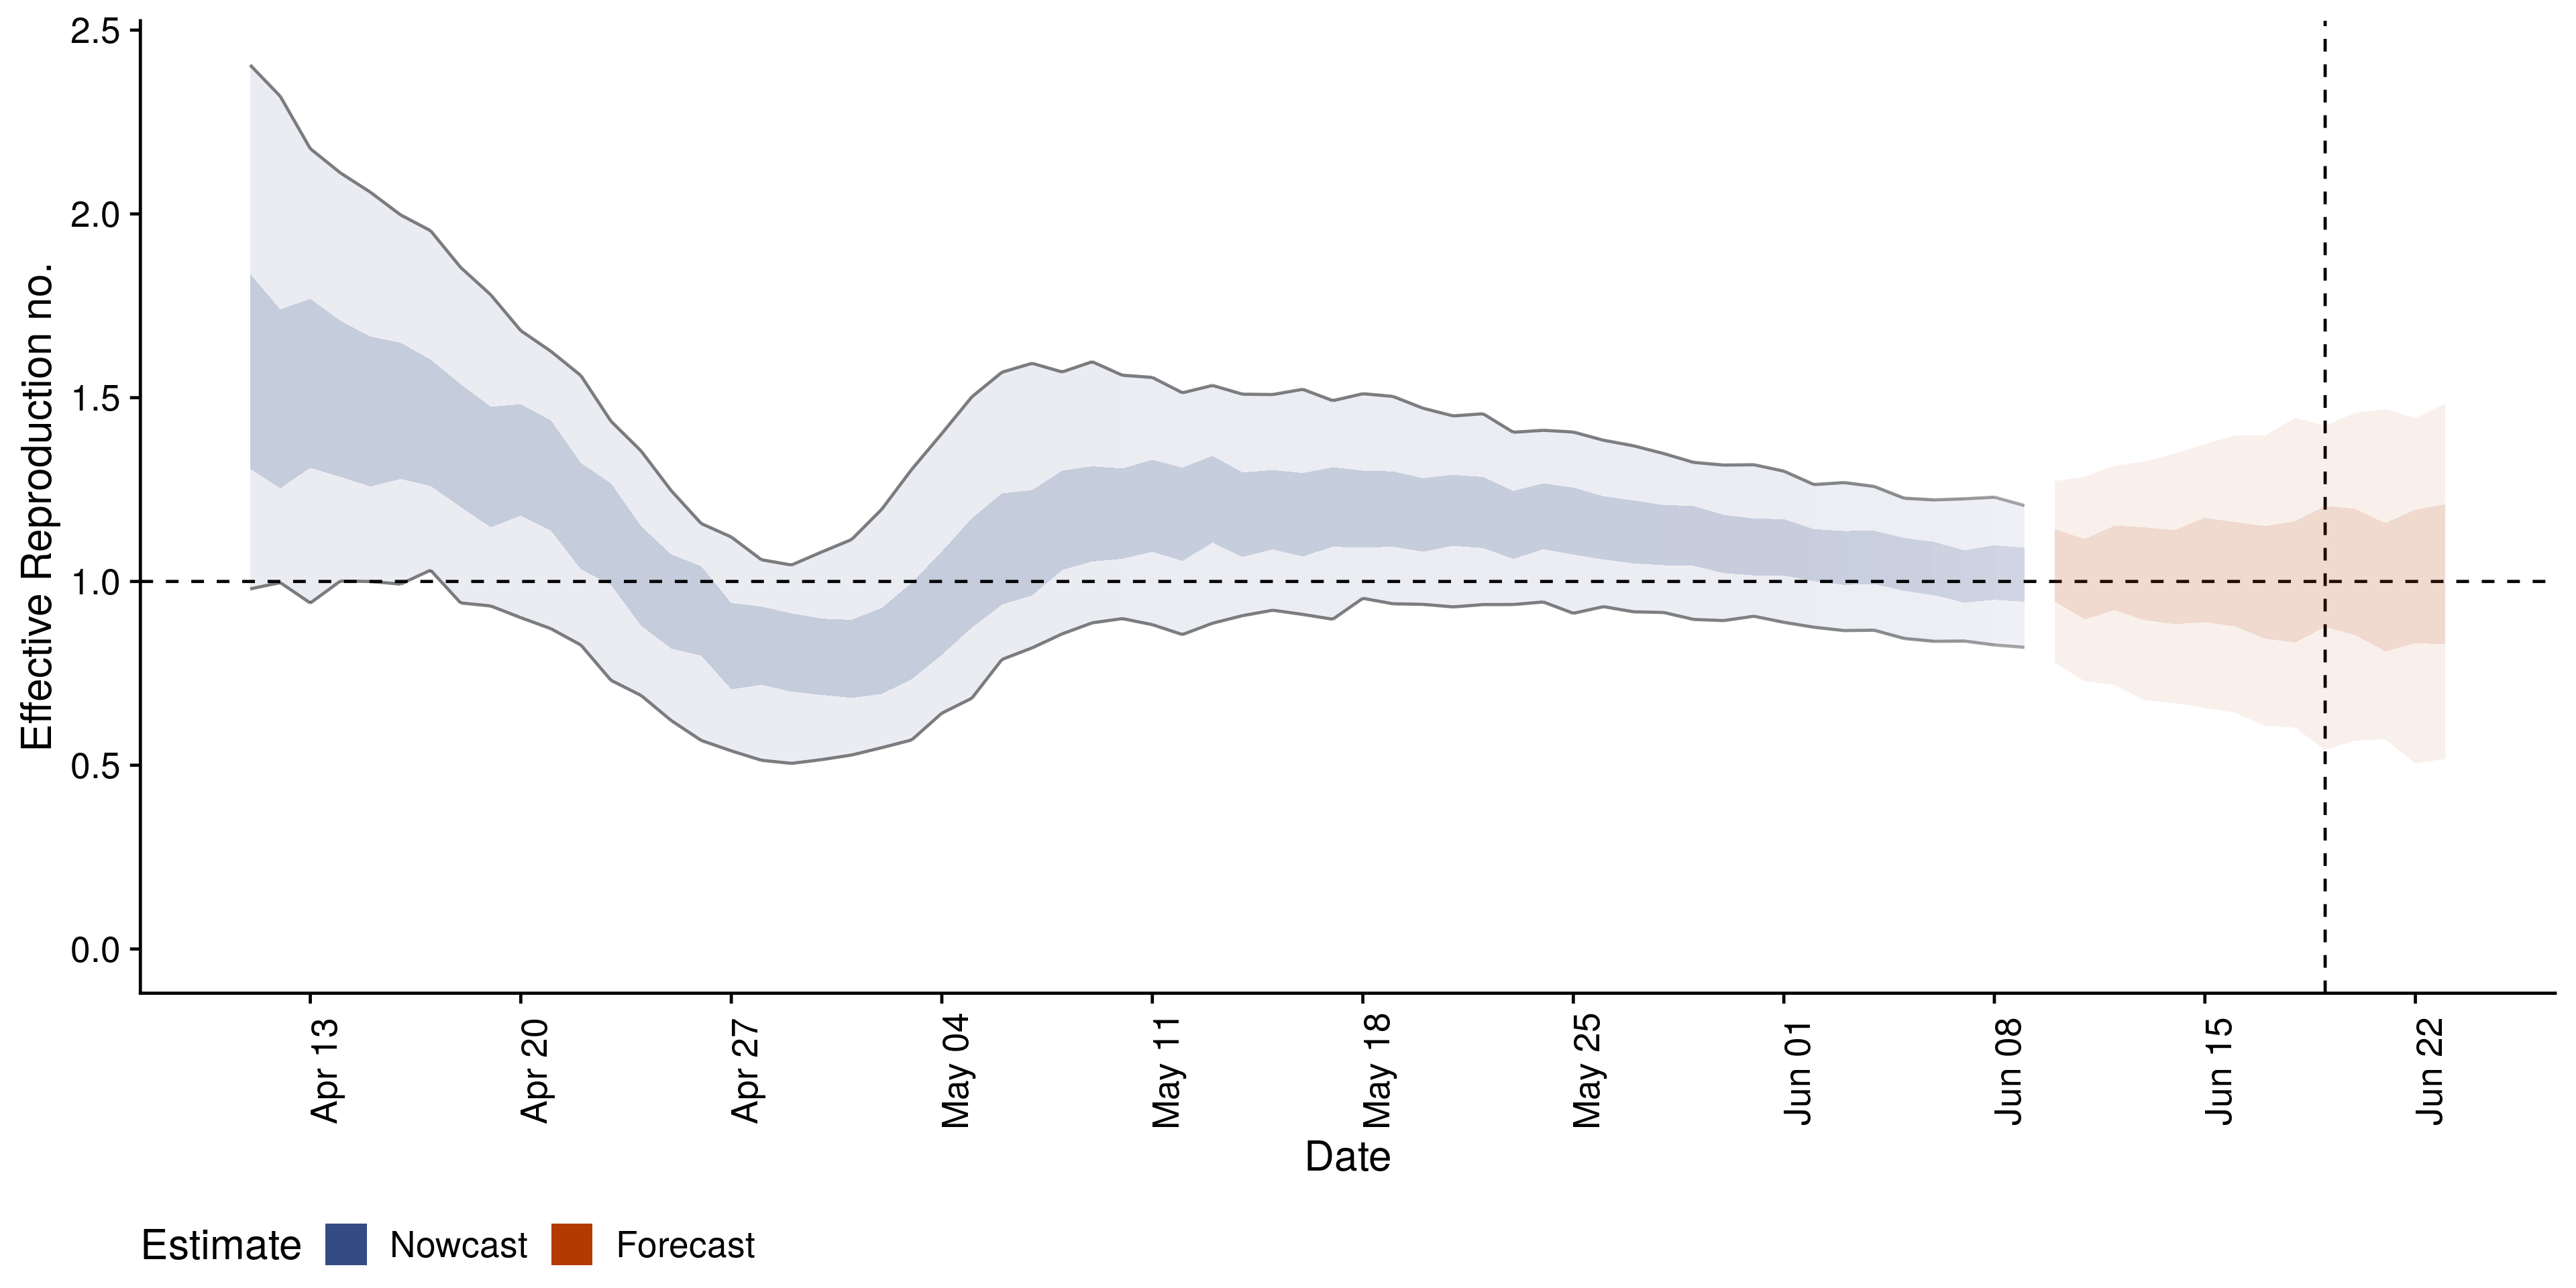 Effective Reproduction no.
2.5
2.0
1.5
1.0
0.5
0.0
Apr 13
Apr 20
Apr 27
May 04
May 11
May 18
May 25
Jun 01
Jun 08
Jun 15
Jun 22
Date
Estimate Nowcast Forecast